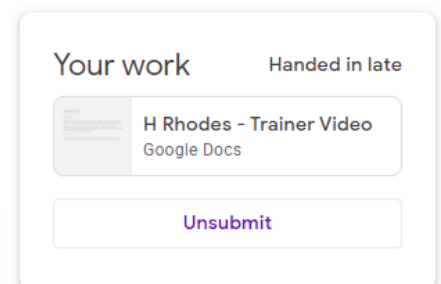 Your work
Handed in late
H Rhodes - Trainer Video
Google Docs
Unsubmit